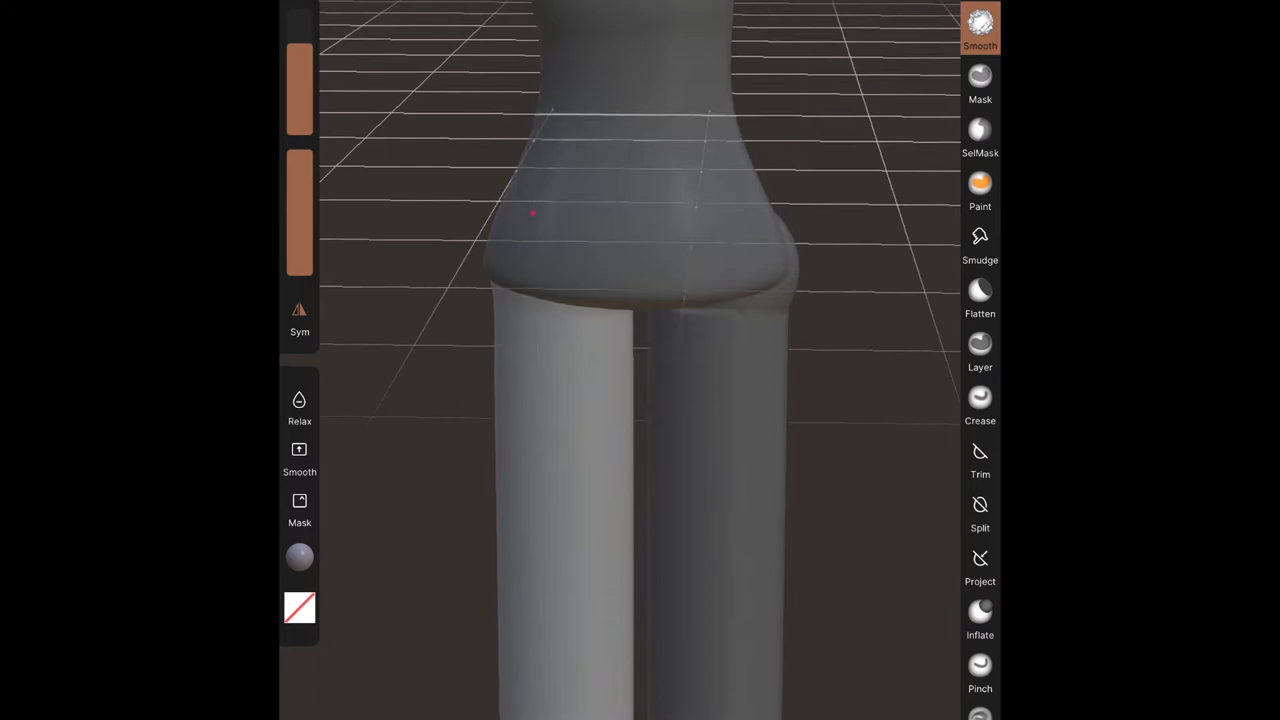 Sym
Relax
Smooth
Mask
Smooth
Mask
SelMask
Paint
Smudge
Flatten
Layer
Crease
Trim
Split
Project
Inflate
Pinch